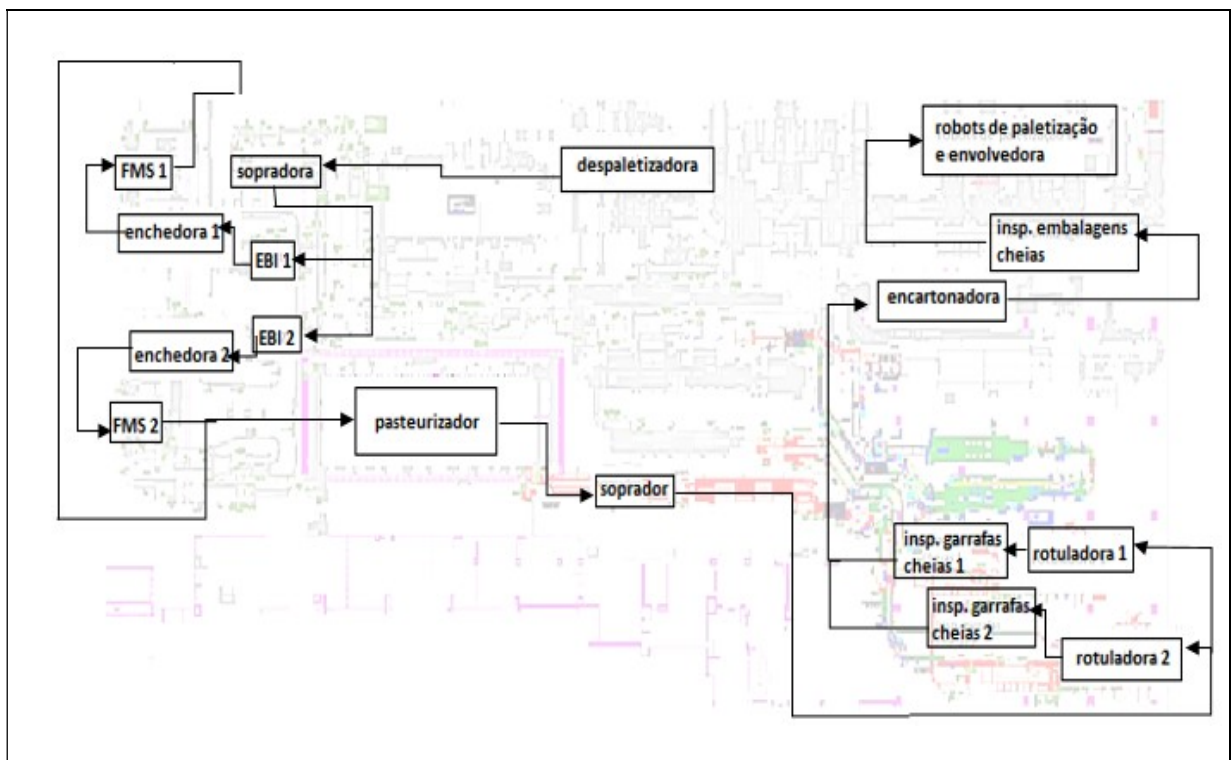 FMS 1
sopradora
despaletizadora
robots de paletização
e envolvedora
enchedora 1
EBI 1
insp. embalagens
cheias
encartonadora
EBI 2
enchedora 2
FMS 2
pasteurizador
soprador
insp. garrafas
cheias 1
rotuladora 1
insp. garrafas
cheias 2
rotuladora 2